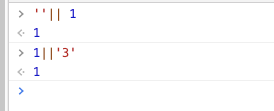 > ''|| 1
<· 1
> 1||'3'
<· 1
>